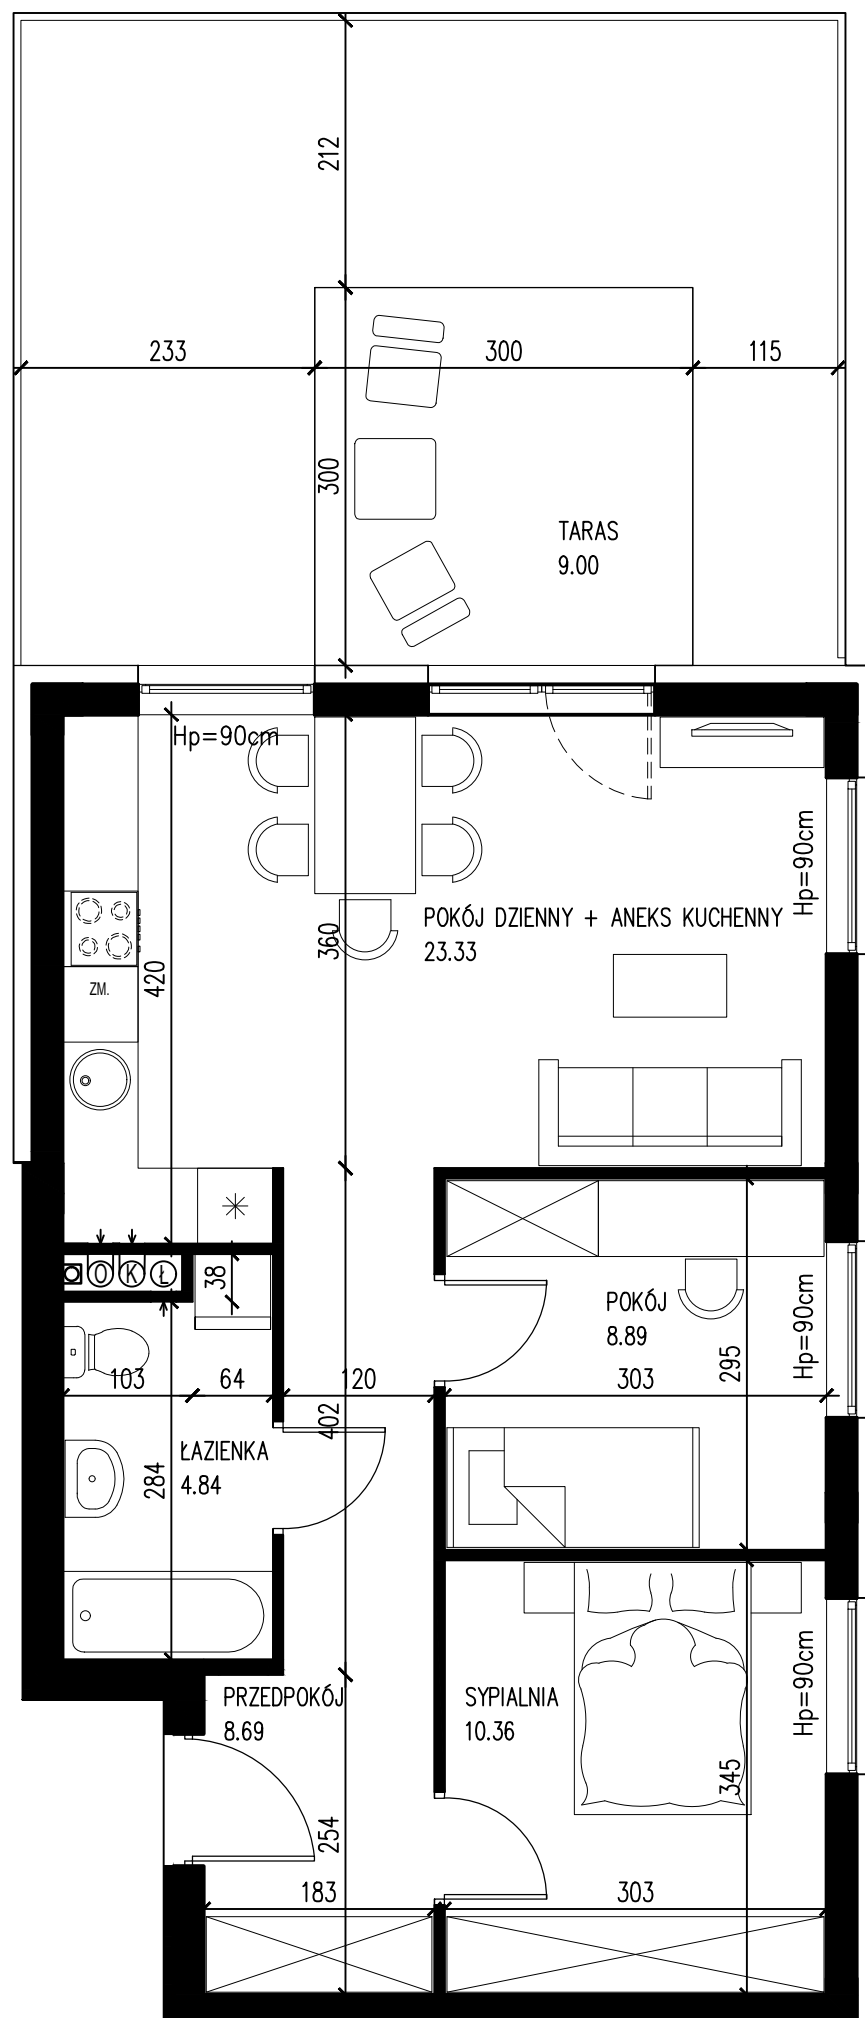 212
233
300
115
300
TARAS
9.00
Hp=90cm
Hp=90cm
POKÓJ DZIENNY + ANEKS KUCHENNY
23.33
360
420
ZM.
O K Ł
38
POKÓJ
8.89
Hp=90cm
295
103
64
120
303
402
ŁAZIENKA
4.84
284
PRZEDPOKÓJ
8.69
SYPIALNIA
10.36
Hp=90cm
345
254
183
303